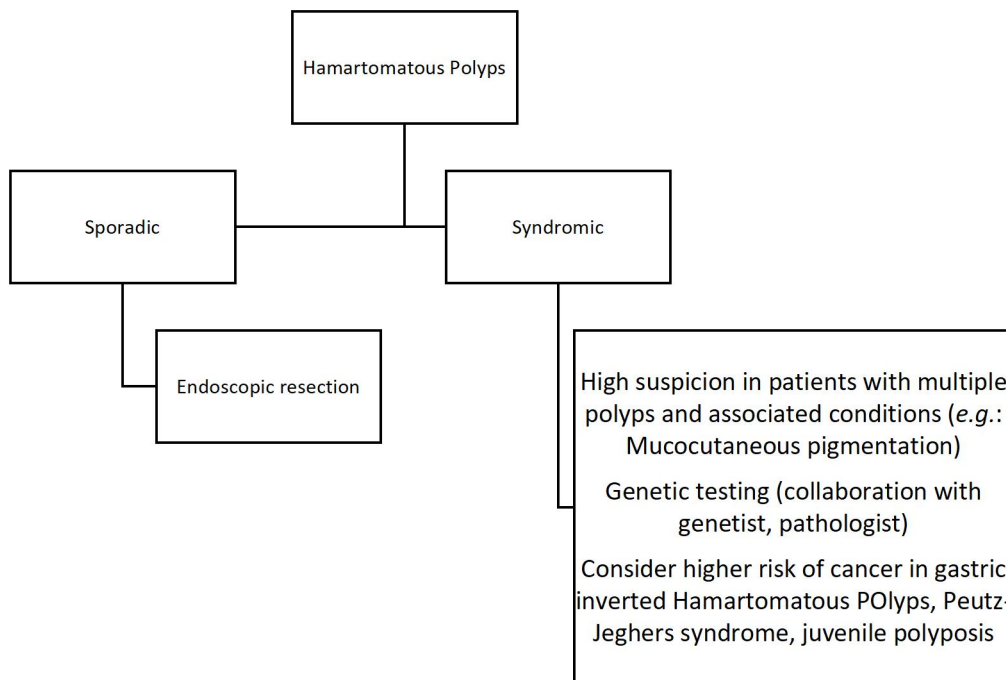 Hamartomatous Polyps
Sporadic
Syndromic
Endoscopic resection
High suspicion in patients with multiple
polyps and associated conditions (e.g.:
Mucocutaneous pigmentation)
Genetic testing (collaboration with
genetist, pathologist)
Consider higher risk of cancer in gastric
inverted Hamartomatous POlyps, Peutz-
Jeghers syndrome, juvenile polyposis